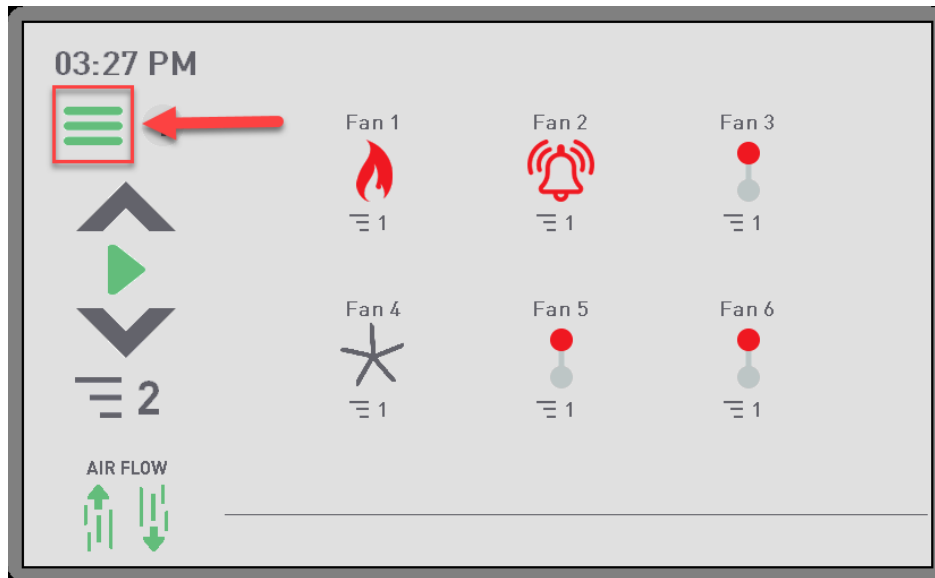 03:27 PM
Fan 1
Fan 2
Fan 3
1
1
1
Fan 4
Fan 5
Fan 6
1
1
1
2
AIR FLOW